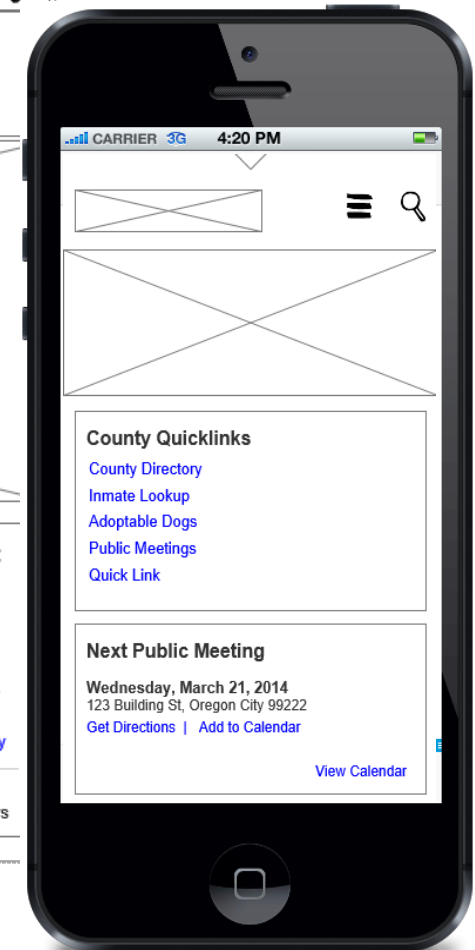 CARRIER 3G 4:20 PM
County Quicklinks
County Directory
Inmate Lookup
Adoptable Dogs
Public Meetings
Quick Link
Next Public Meeting
Wednesday, March 21, 2014
123 Building St, Oregon City 99222
Get Directions | Add to Calendar
View Calendar